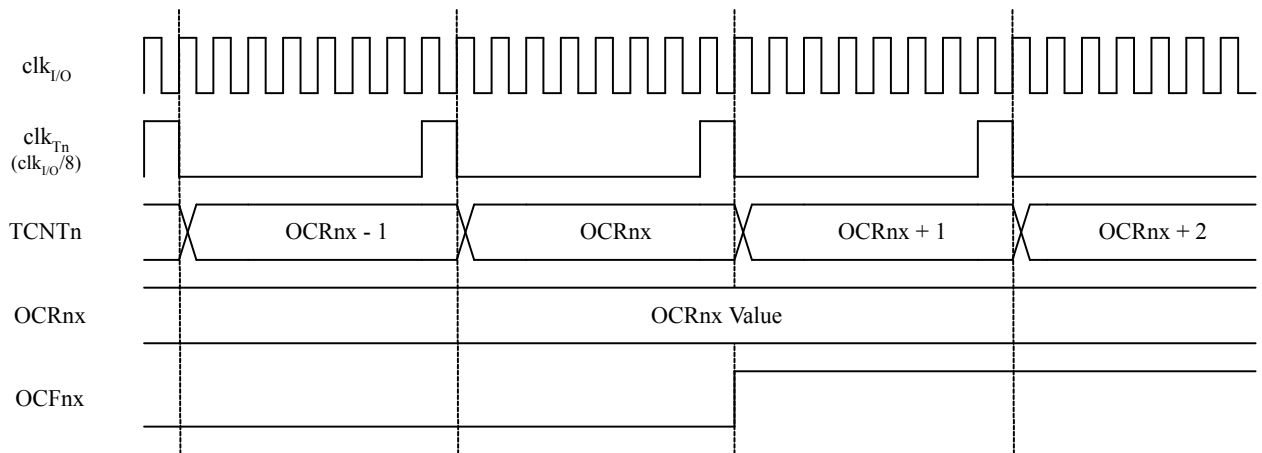 clkI/O
clkTn
(clkI/O/8)
TCNTn
OCRnx - 1
OCRnx
OCRnx + 1
OCRnx + 2
OCRnx
OCRnx Value
OCFnx